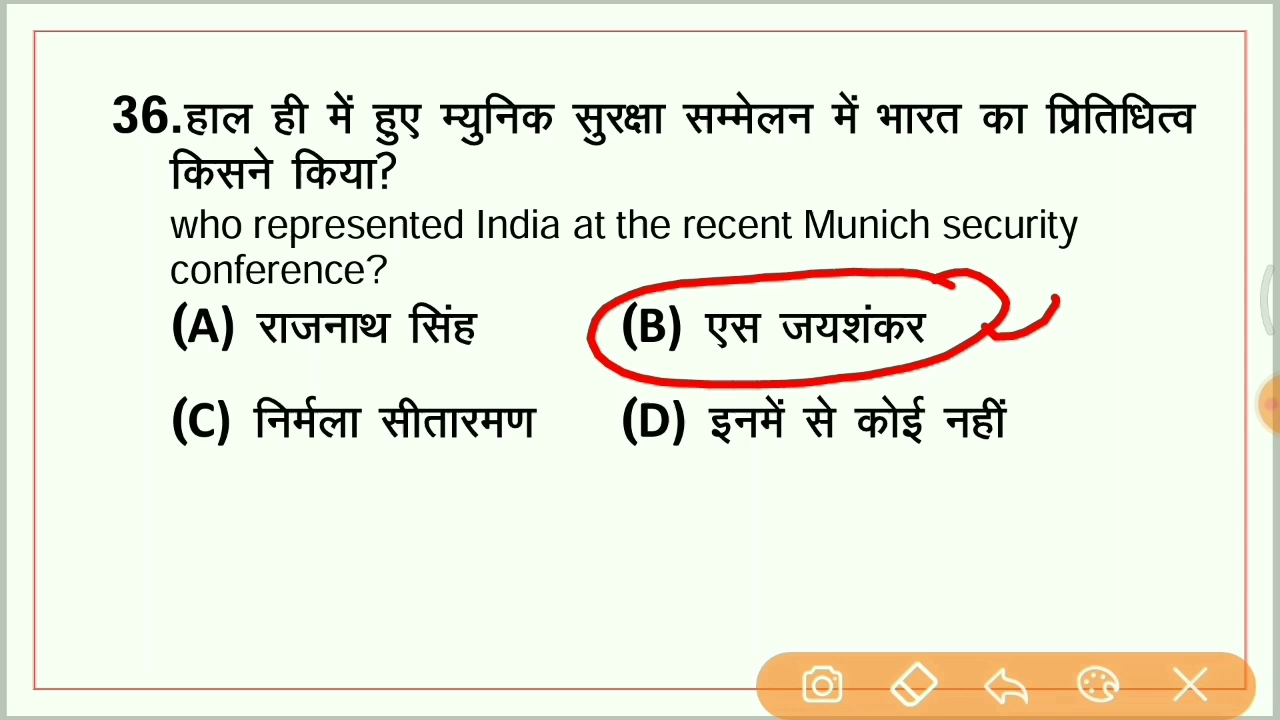 36.हाल ही में हुए म्युनिक सुरक्षा सम्मेलन में भारत का प्रितिधित्व
किसने किया?
who represented India at the recent Munich security
conference?
(A) राजनाथ सिंह (B) एस जयशंकर
(C) निर्मला सीतारमण (D) इनमें से कोई नहीं